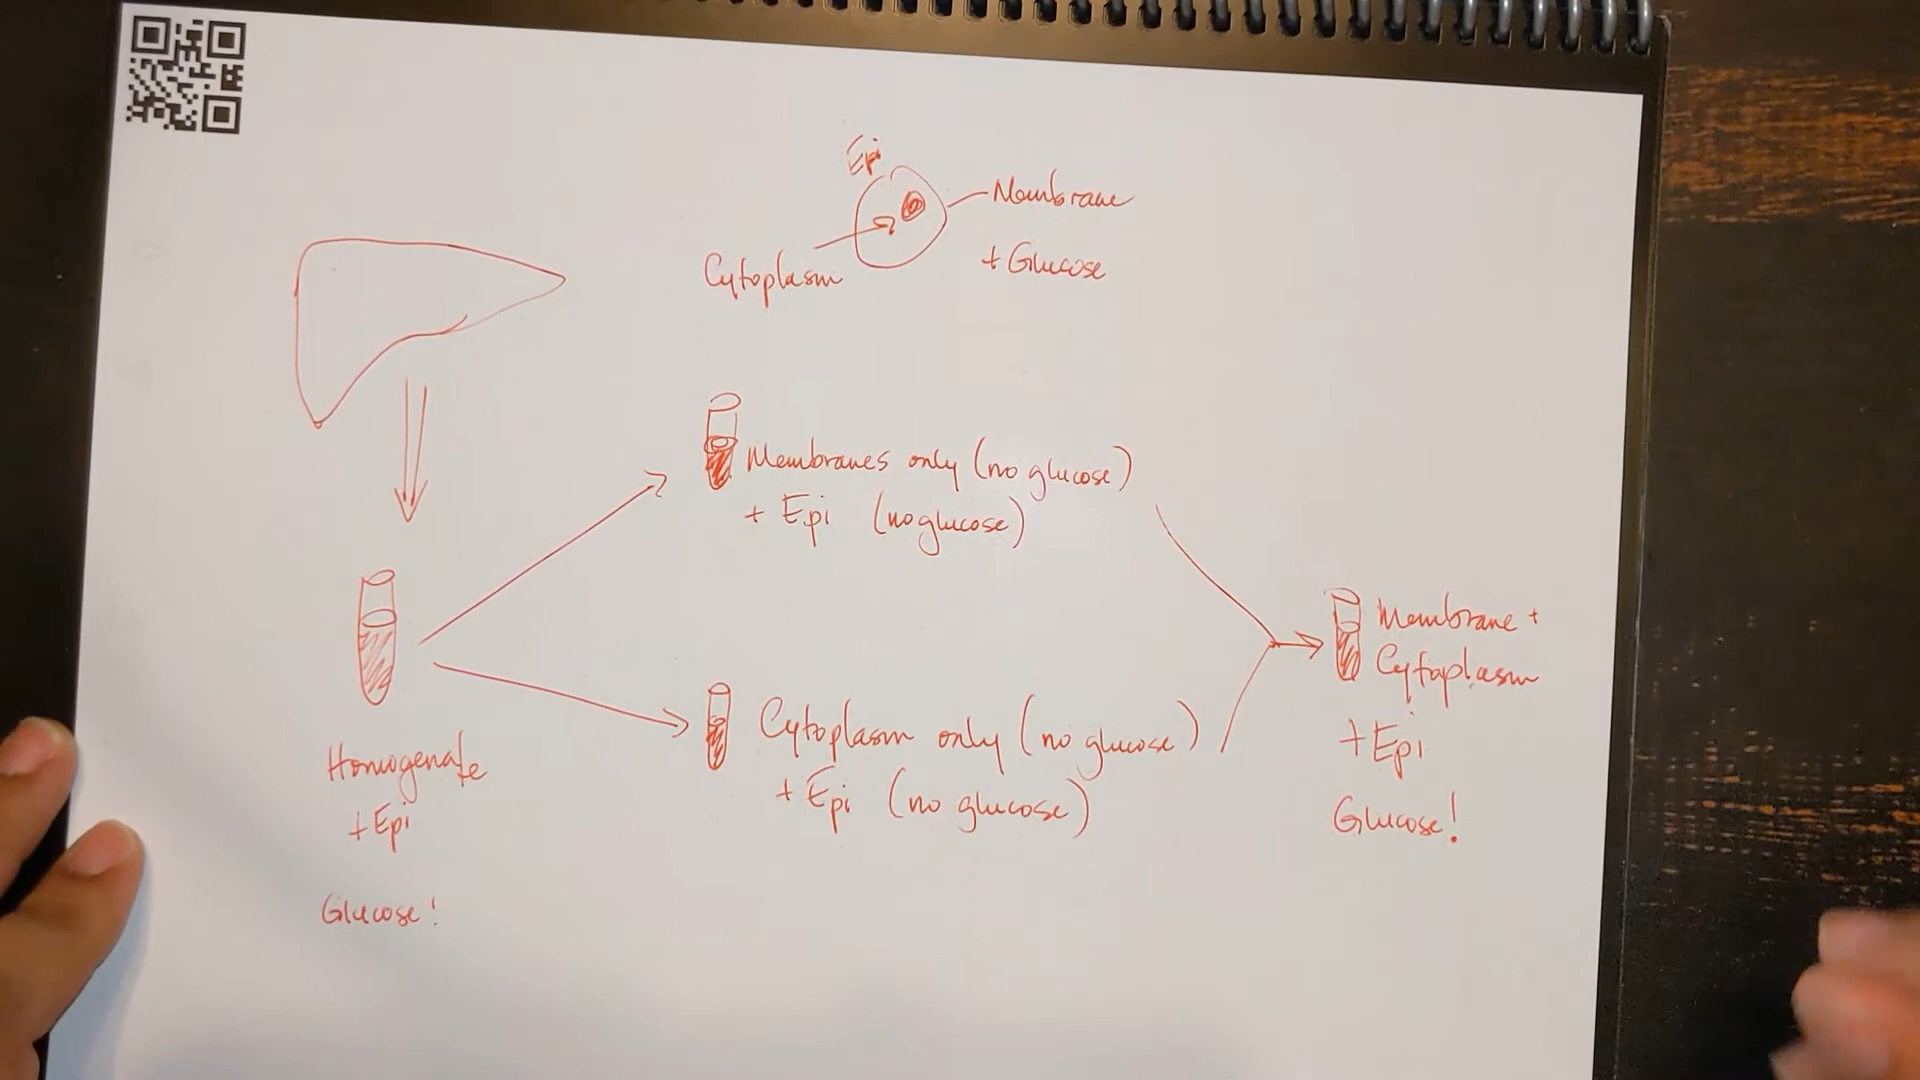 Epi
Membrane
Cytoplasm
+ Glucose
Membranes only (no glucose)
+ Epi (no glucose)
Homogenate
+ Epi
Glucose!
Cytoplasm only (no glucose)
+ Epi (no glucose)
Membrane +
Cytoplasm
+ Epi
Glucose!